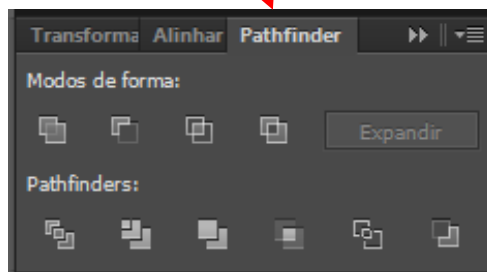 Transforma Alinhar Pathfinder
Modos de forma:
Expandir
Pathfinders: